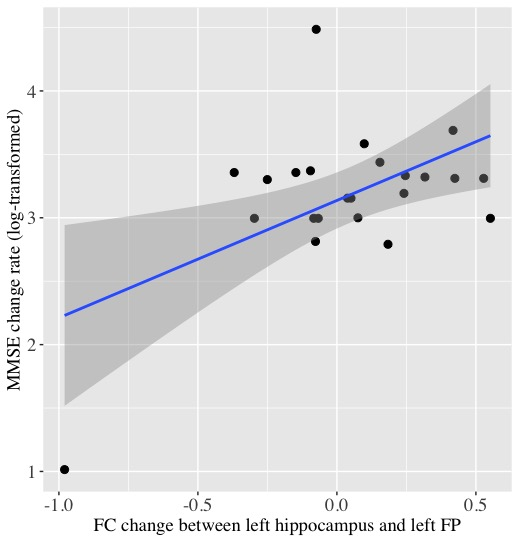 MMSE change rate (log-transformed)
4
3
2
1
-1.0 -0.5 0.0 0.5
FC change between left hippocampus and left FP